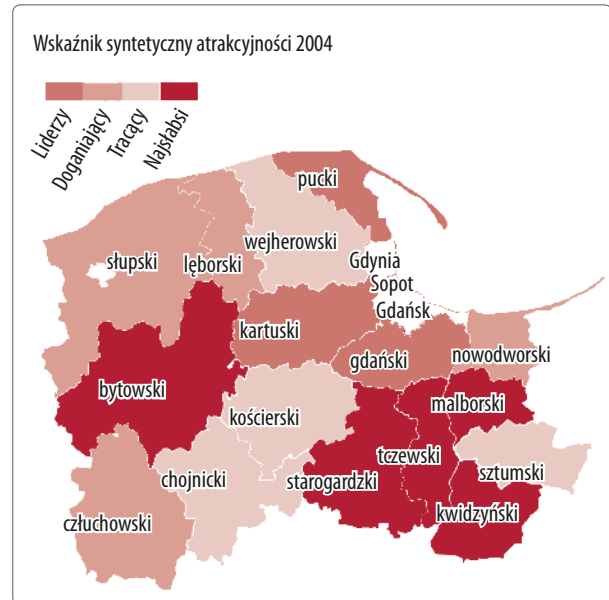 Wskaźnik syntetyczny atrakcyjności 2004
Liderzy
Doganiający
Tracący
Najsłabsi
pucki
wejherowski
słupski
lęborski
Gdynia
Sopot
Gdańsk
kartuski
gdański
nowodworski
bytowski
kościerski
malborski
tczewski
chojnicki
starogardzki
sztumski
człuchowski
kwidzyński